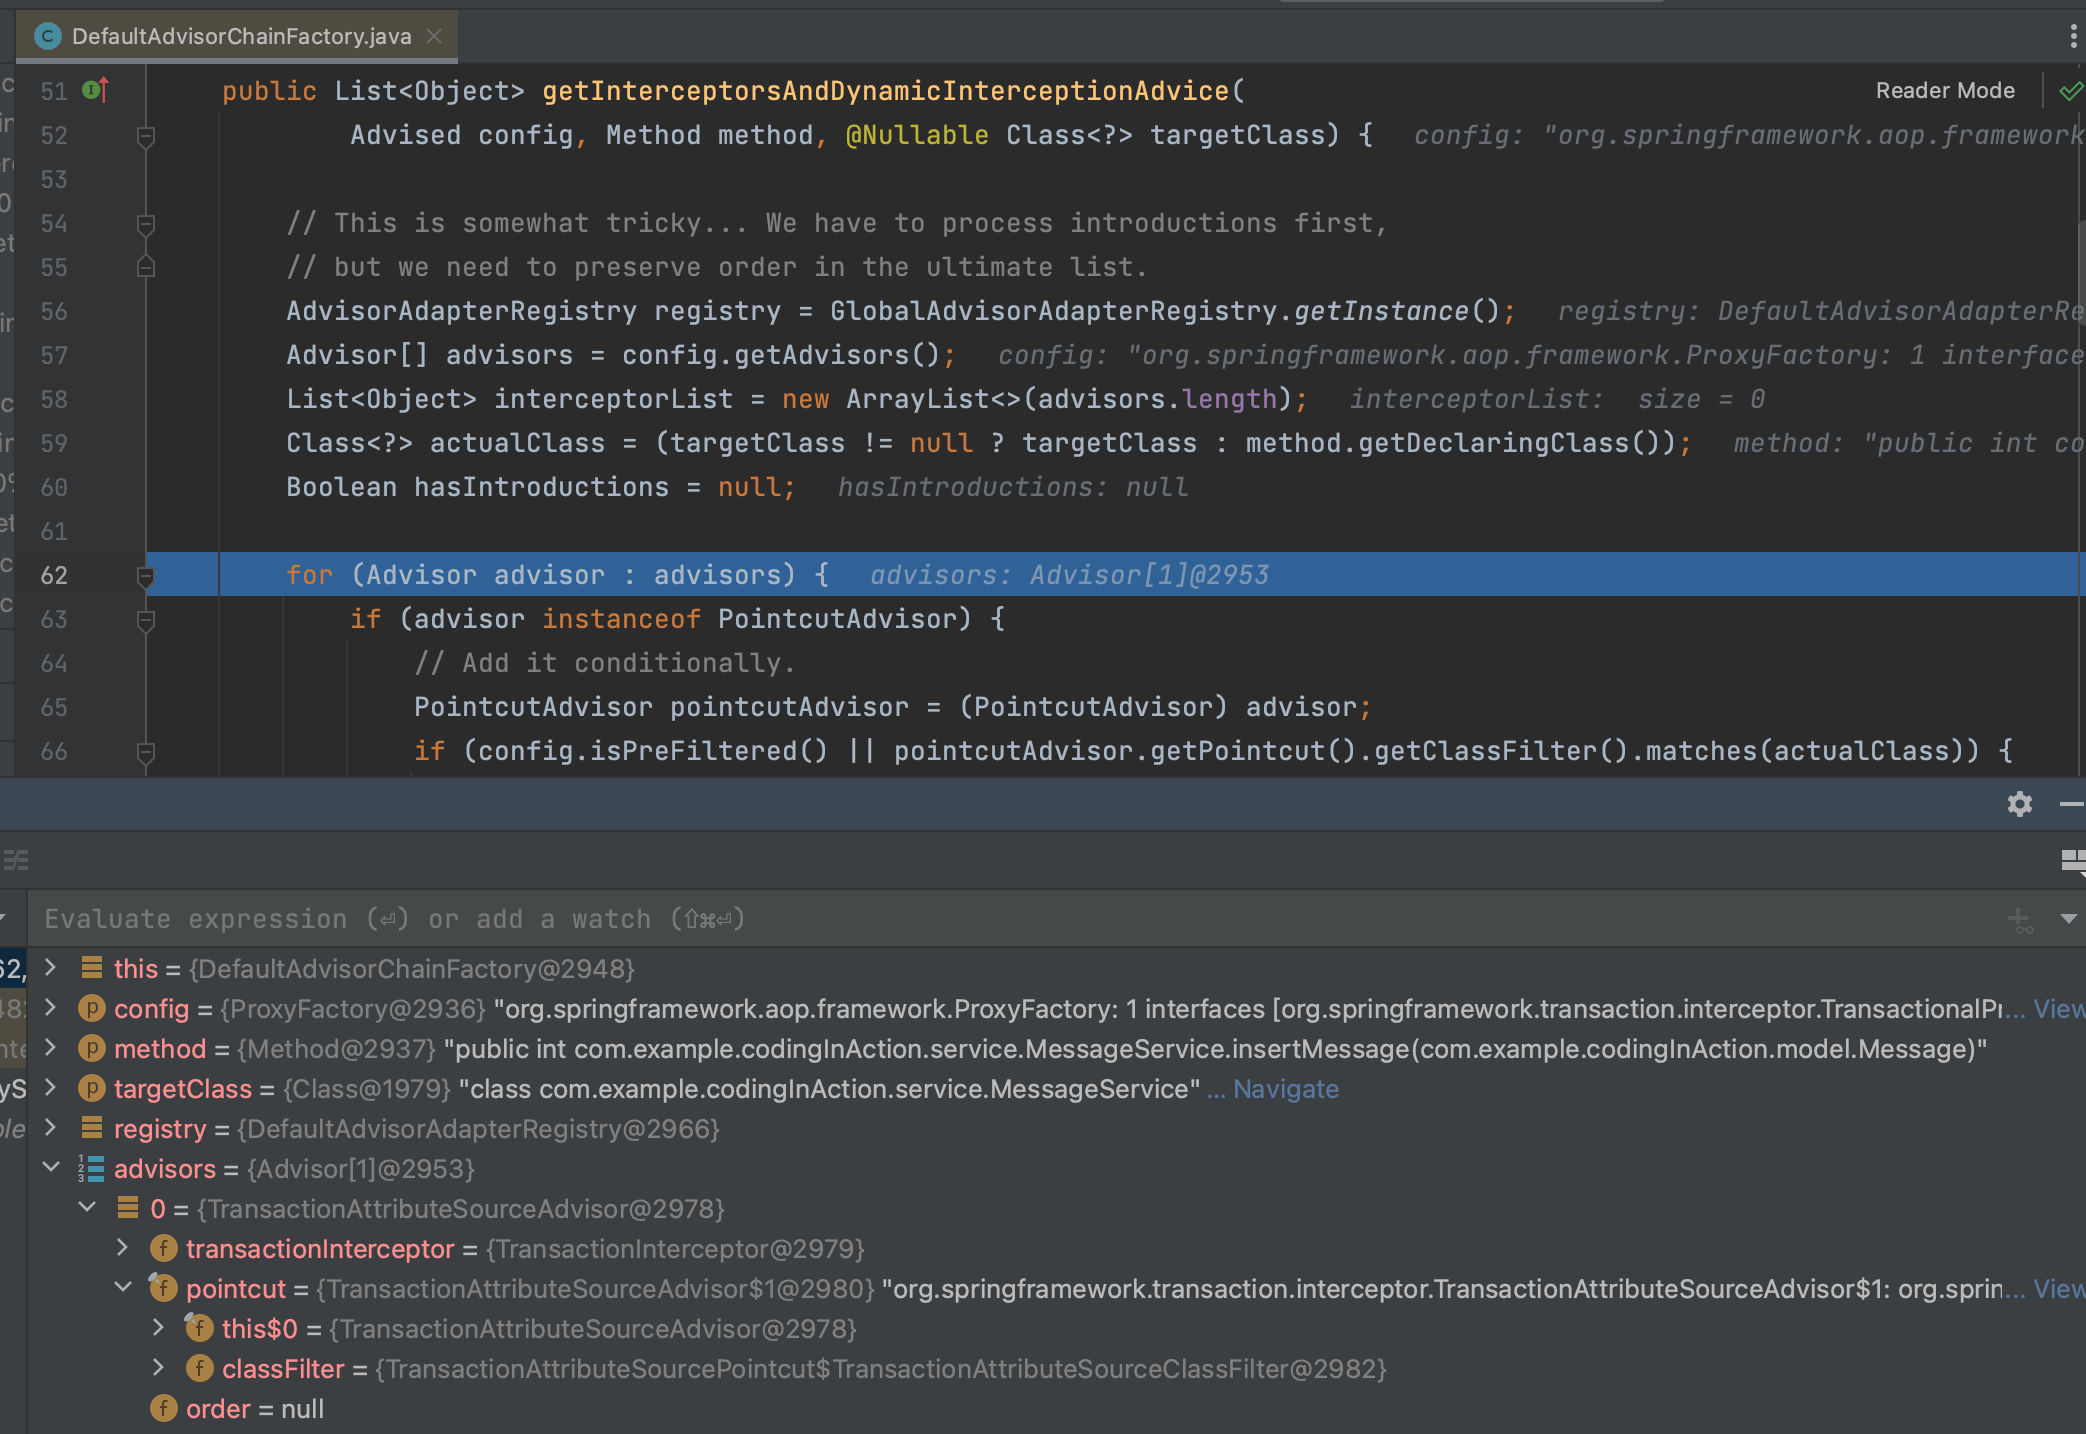 DefaultAdvisorChainFactory.java
Reader Mode
51 public List<Object> getInterceptorsAndDynamicInterceptionAdvice(
52 Advised config, Method method, @Nullable Class<?> targetClass) { config: "org.springframework.aop.framework
53
54 // This is somewhat tricky... We have to process introductions first,
55 // but we need to preserve order in the ultimate list.
56 AdvisorAdapterRegistry registry = GlobalAdvisorAdapterRegistry.getInstance(); registry: DefaultAdvisorAdapterRe
57 Advisor[] advisors = config.getAdvisors(); config: "org.springframework.aop.framework.ProxyFactory: 1 interface
58 List<Object> interceptorList = new ArrayList<>(advisors.length); interceptorList: size = 0
59 Class<?> actualClass = (targetClass != null ? targetClass : method.getDeclaringClass()); method: "public int co
60 Boolean hasIntroductions = null; hasIntroductions: null
61
62 for (Advisor advisor : advisors) { advisors: Advisor[1]@2953
63 if (advisor instanceof PointcutAdvisor) {
64 // Add it conditionally.
65 PointcutAdvisor pointcutAdvisor = (PointcutAdvisor) advisor;
66 if (config.isPreFiltered() || pointcutAdvisor.getPointcut().getClassFilter().matches(actualClass)) {
Evaluate expression (⏎) or add a watch (⇧⌘⏎)
this = {DefaultAdvisorChainFactory@2948}
config = {ProxyFactory@2936} "org.springframework.aop.framework.ProxyFactory: 1 interfaces [org.springframework.transaction.interceptor.TransactionalPr... View
method = {Method@2937} "public int com.example.codingInAction.service.MessageService.insertMessage(com.example.codingInAction.model.Message)"
targetClass = {Class@1979} "class com.example.codingInAction.service.MessageService" ... Navigate
registry = {DefaultAdvisorAdapterRegistry@2966}
advisors = {Advisor[1]@2953}
0 = {TransactionAttributeSourceAdvisor@2978}
transactionInterceptor = {TransactionInterceptor@2979}
pointcut = {TransactionAttributeSourceAdvisor$1@2980} "org.springframework.transaction.interceptor.TransactionAttributeSourceAdvisor$1: org.sprin... View
this$0 = {TransactionAttributeSourceAdvisor@2978}
classFilter = {TransactionAttributeSourcePointcut$TransactionAttributeSourceClassFilter@2982}
order = null